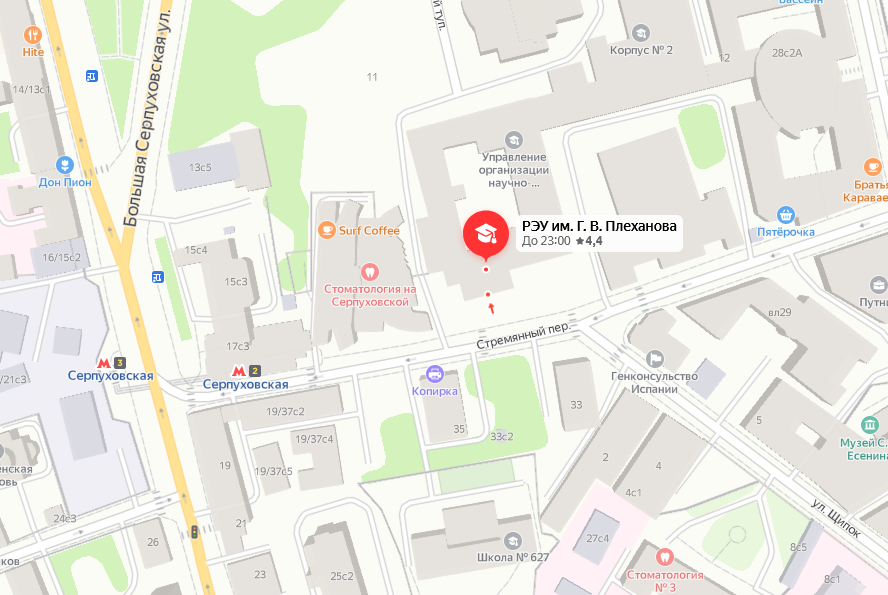 Бассейн
Hite
й туп.
Корпус № 2
28с2А
12
11
14/13с1
Большая Серпуховская ул.
Управление
организации
научно-...
13с5
Дон Пион
Братья
Каравае
Пятёрочка
РЭУ им. Г. В. Плеханова
До 23:00 ★4,4
Surf Coffee
15с4
16/15с2
15с3
Стоматология на
Серпуховской
Путни
вл29
Стремянный пер.
17с3
3
Серпуховская
2
Серпуховская
/21с3
Копирка
Генконсульство
Испании
19/37с2
33
35
33с2
5
Музей С.
Есенина
19/37с4
19
19/37с5
2
4
4с1
енская
овь
24с3
21
26
ков
23
25с2
Школа № 627
27с4
ул. Щипок
8с5
8с1
Стоматология
№ 3